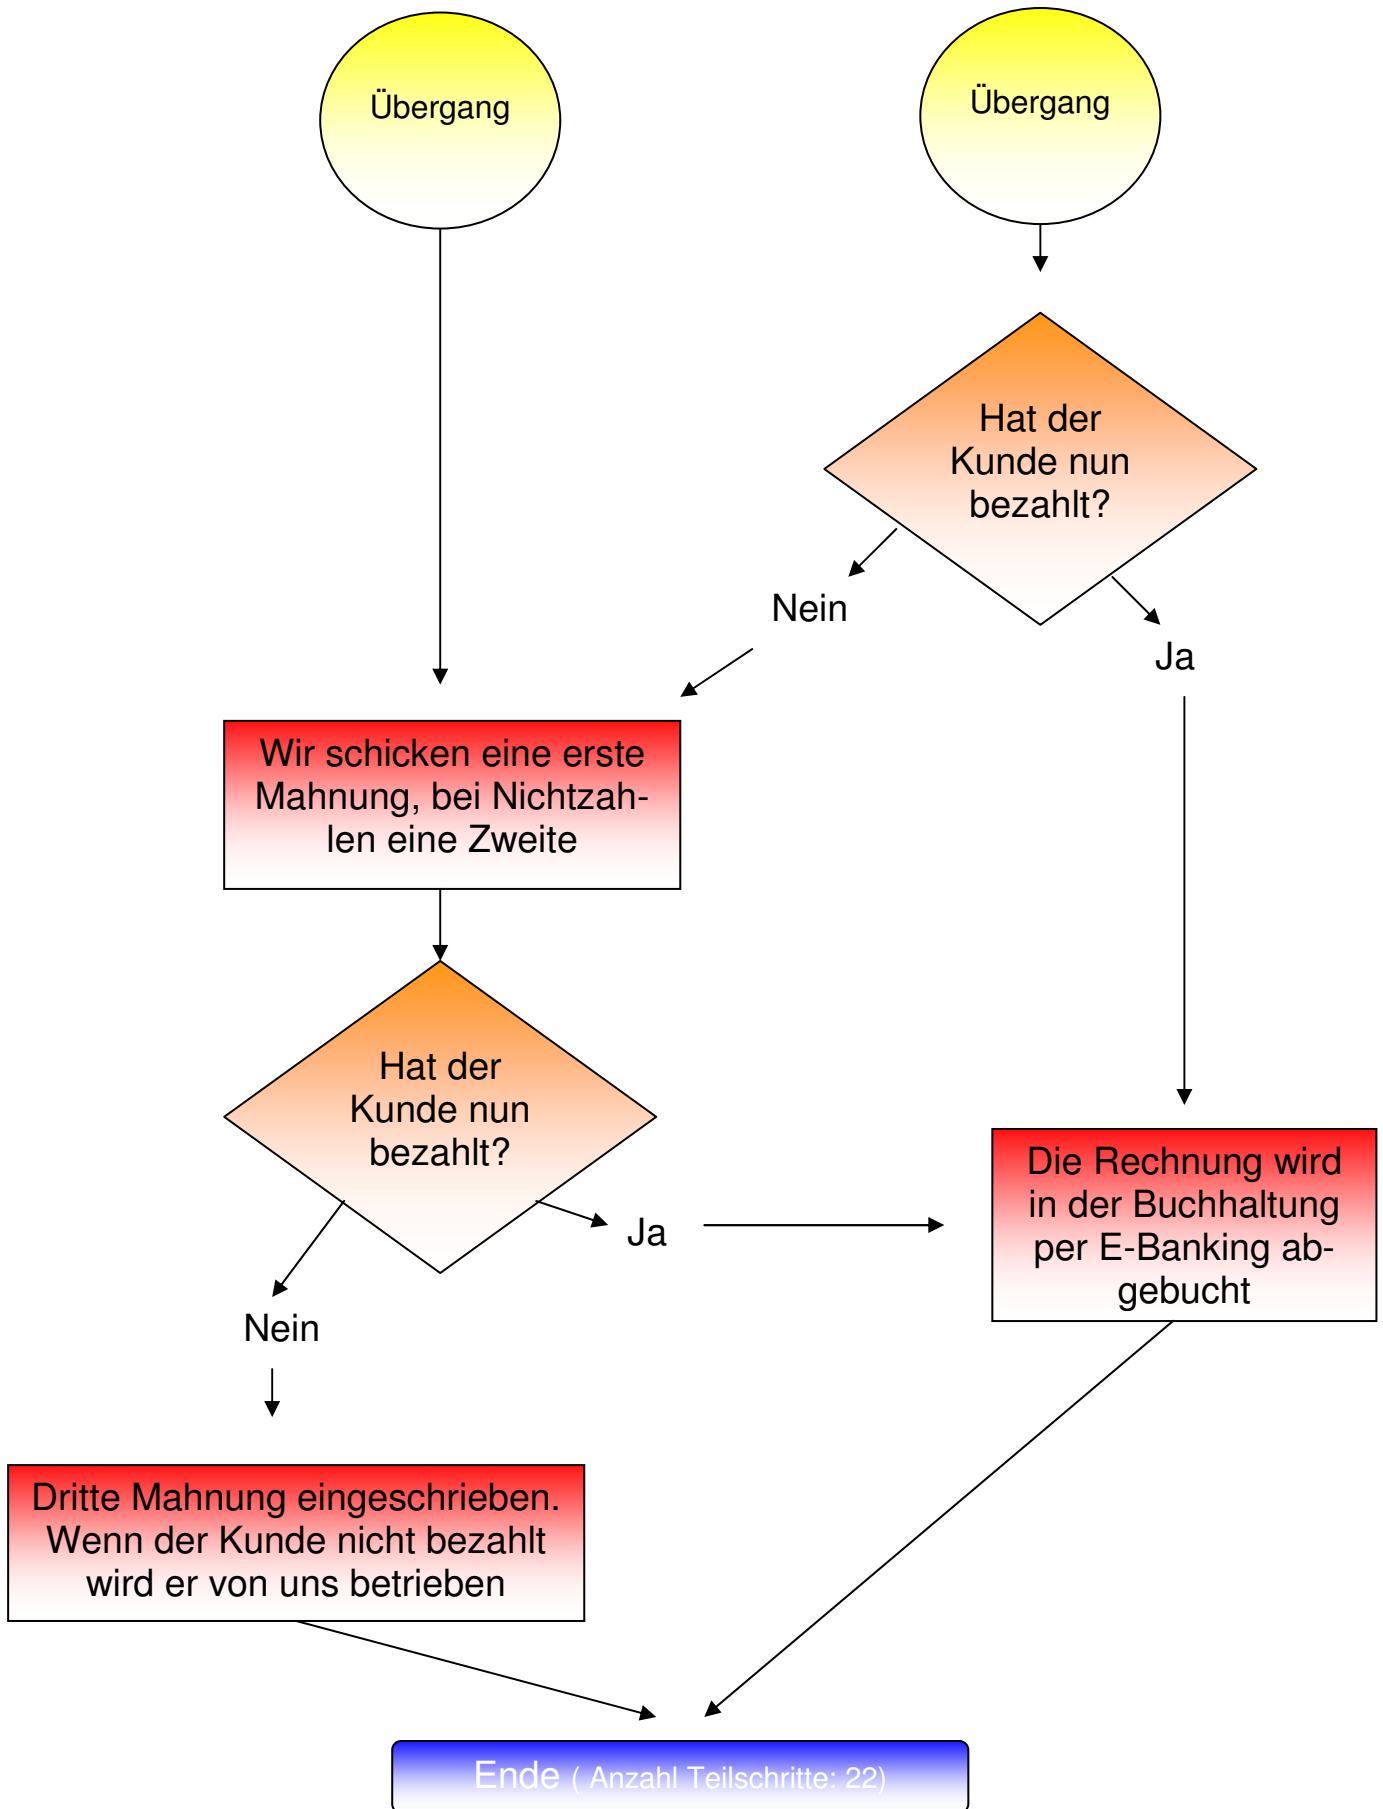 Übergang
Übergang
Hat der
Kunde nun
bezahlt?
Nein
Ja
Wir schicken eine erste
Mahnung, bei Nichtzah-
len eine Zweite
Hat der
Kunde nun
bezahlt?
Ja
Nein
Die Rechnung wird
in der Buchhaltung
per E-Banking ab-
gebucht
Dritte Mahnung eingeschrieben.
Wenn der Kunde nicht bezahlt
wird er von uns betrieben
Ende ( Anzahl Teilschritte: 22)